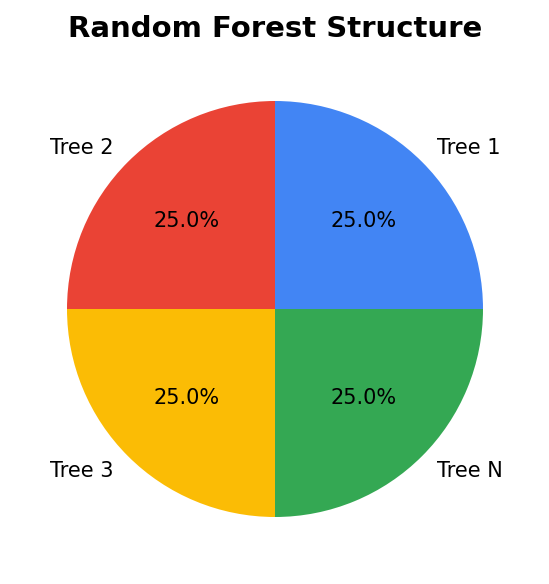 Random Forest Structure
Tree 2
Tree 1
25.0%
25.0%
25.0%
25.0%
Tree 3
Tree N